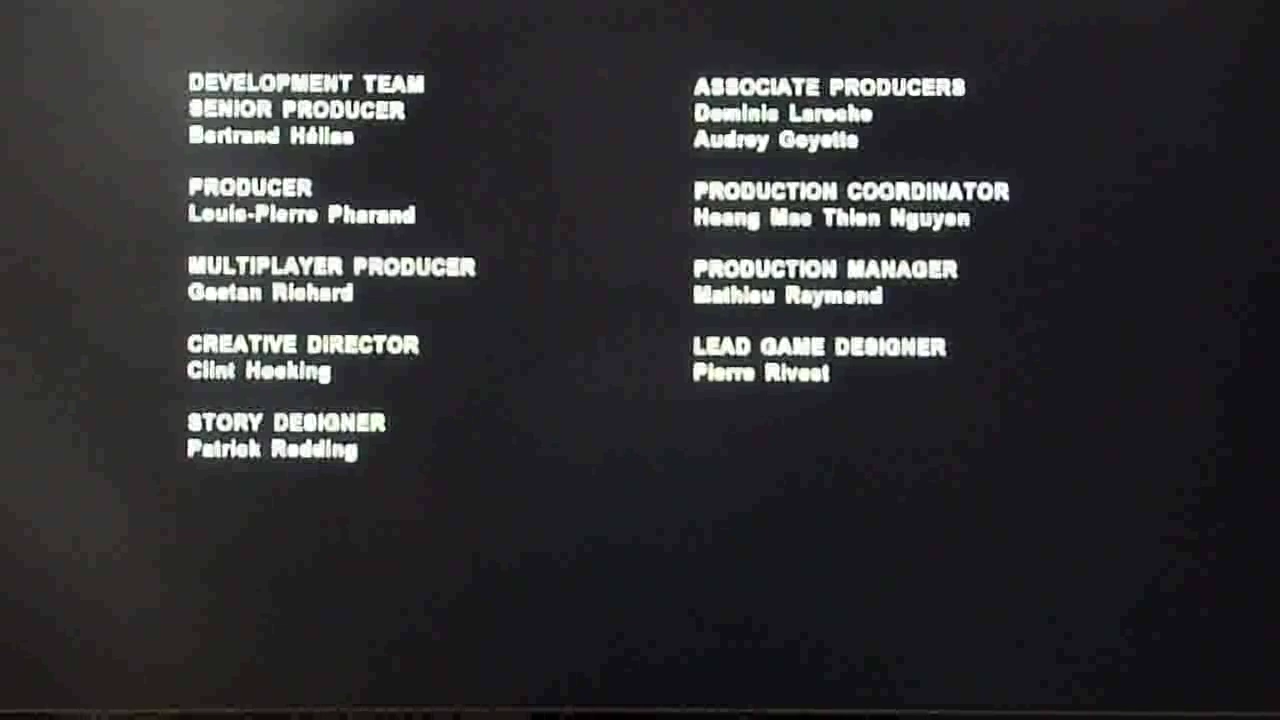 DEVELOPMENT TEAM
SENIOR PRODUCER
Bertrand Hélias
PRODUCER
Louis-Pierre Pharand
MULTIPLAYER PRODUCER
Gaetan Richard
CREATIVE DIRECTOR
Clint Hocking
STORY DESIGNER
Patrick Redding
ASSOCIATE PRODUCERS
Dominic Laroche
Audrey Goyette
PRODUCTION COORDINATOR
Hoang Mac Thien Nguyen
PRODUCTION MANAGER
Mathieu Raymond
LEAD GAME DESIGNER
Pierre Rivest